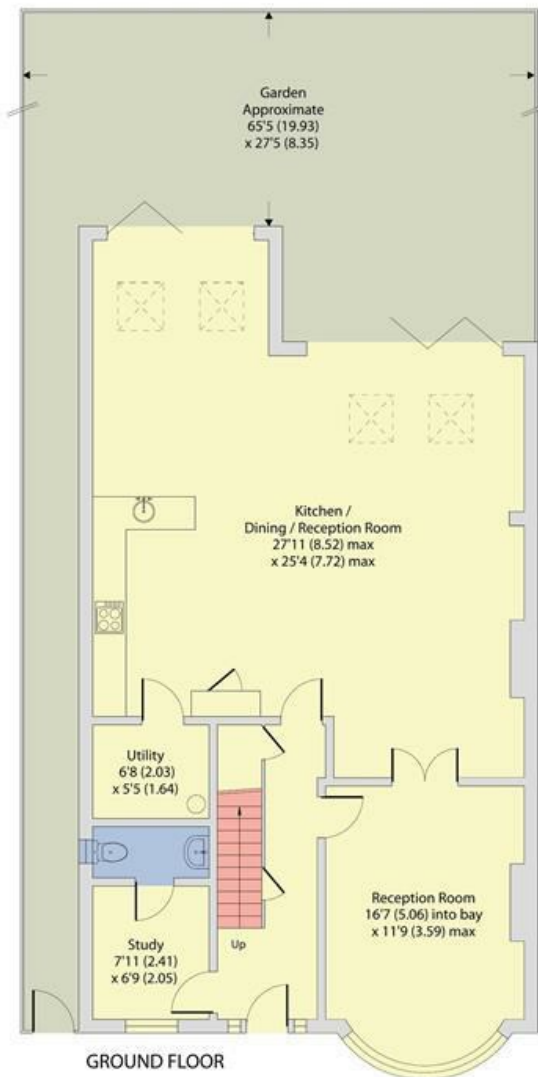 Garden
Approximate
65'5 (19.93)
x 27'5 (8.35)
Kitchen /
Dining / Reception Room
27'11 (8.52) max
x 25'4 (7.72) max
Utility
6'8 (2.03)
x 5'5 (1.64)
Study
7'11 (2.41)
x 6'9 (2.05)
Up
Reception Room
16'7 (5.06) into bay
x 11'9 (3.59) max
GROUND FLOOR